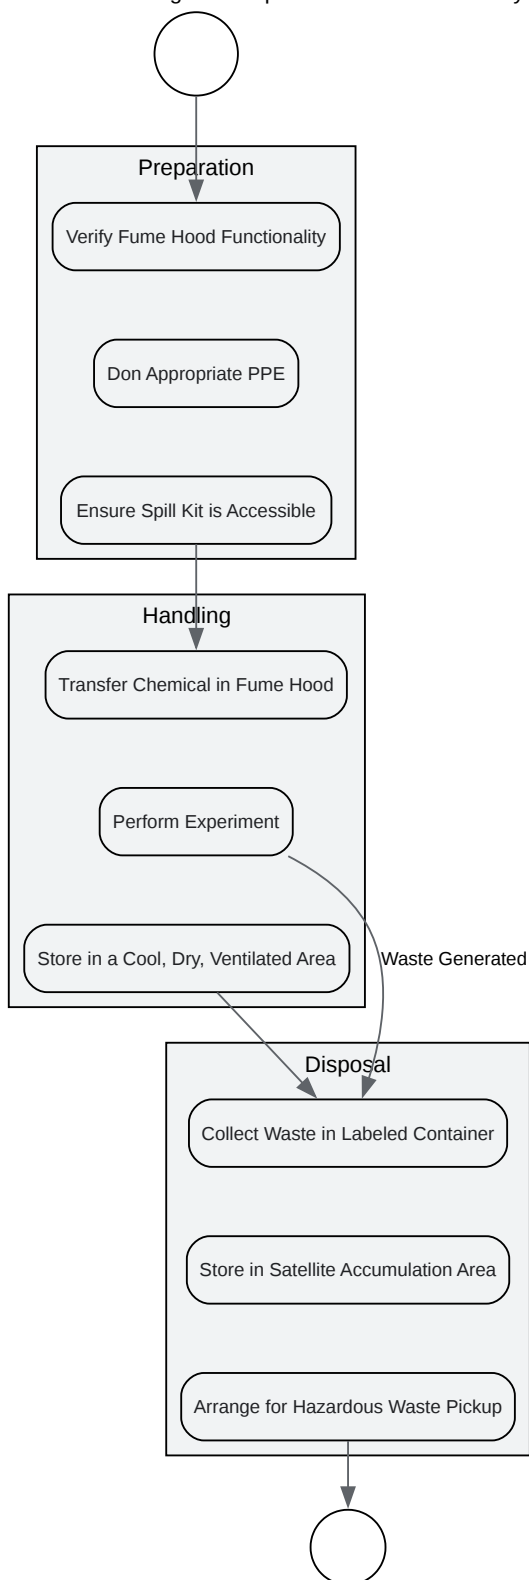 Preparation
Verify Fume Hood Functionality
Don Appropriate PPE
Ensure Spill Kit is Accessible
Handling
Transfer Chemical in Fume Hood
Perform Experiment
Store in a Cool, Dry, Ventilated Area
Waste Generated
Disposal
Collect Waste in Labeled Container
Store in Satellite Accumulation Area
Arrange for Hazardous Waste Pickup